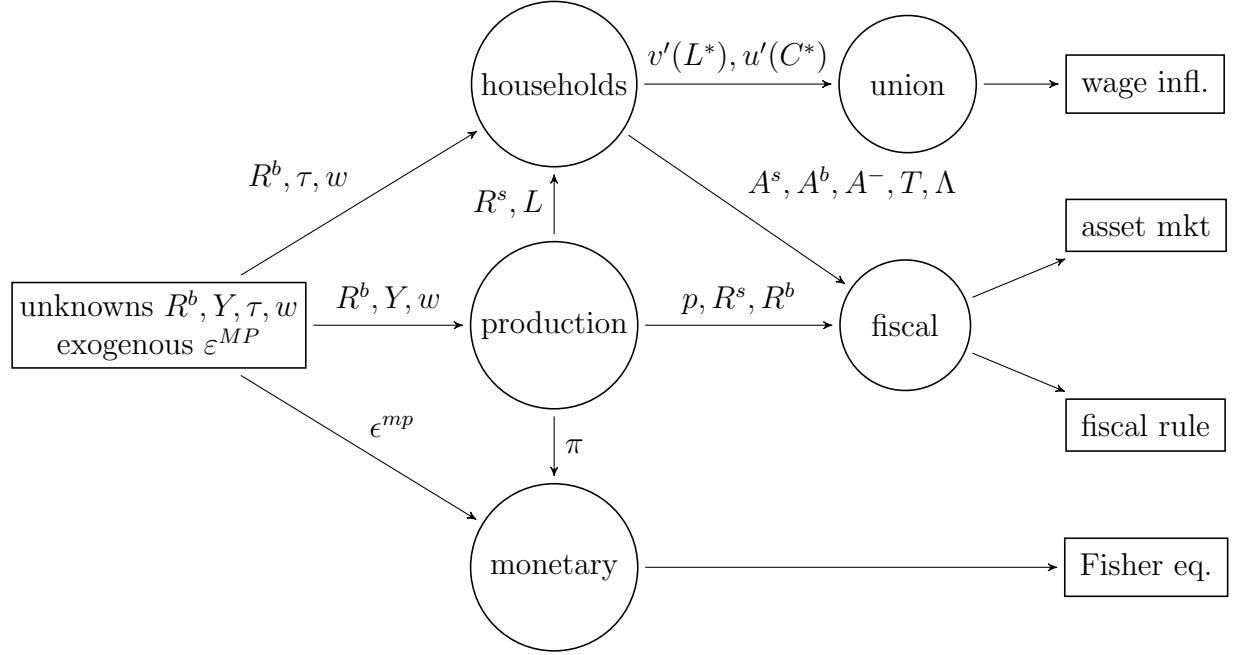 v′(L*), u′(C*)
households
union
wage infl.
R^b, τ, w
A^s, A^b, A^−, T, Λ
R^s, L
asset mkt
unknowns R^b, Y, τ, w
exogenous ε^{MP}
R^b, Y, w
production
p, R^s, R^b
fiscal
fiscal rule
ϵ^{mp}
π
monetary
Fisher eq.